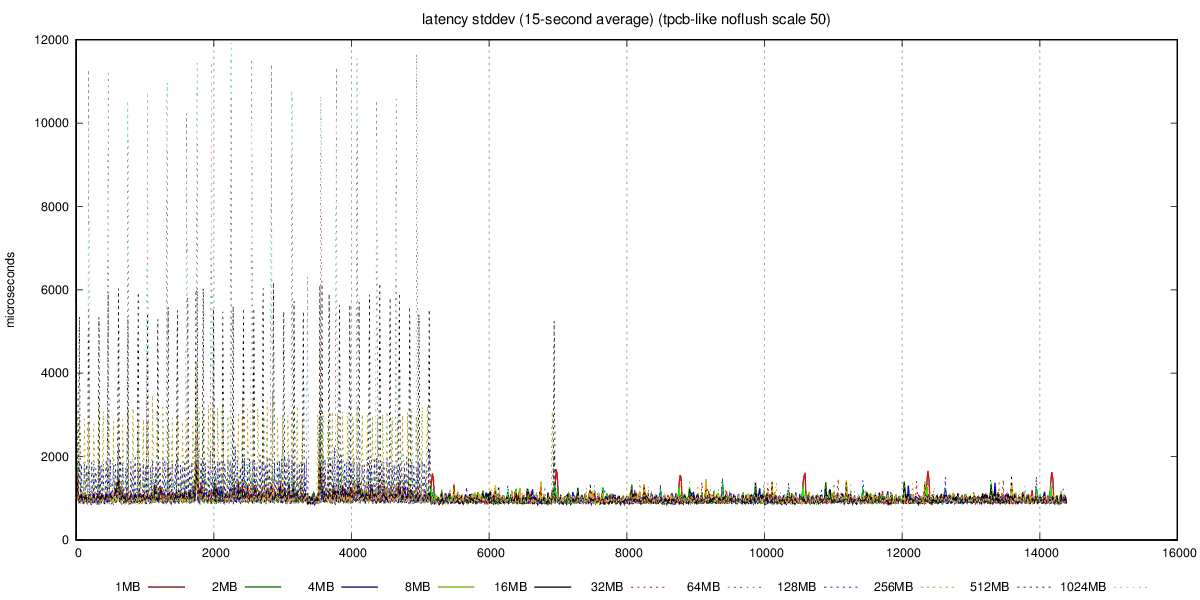 latency stddev (15-second average) (tpcb-like noflush scale 50)
12000
10000
8000
6000
4000
2000
0
microseconds
0 2000 4000 6000 8000 10000 12000 14000 16000
1MB 2MB 4MB 8MB 16MB 32MB 64MB 128MB 256MB 512MB 1024MB